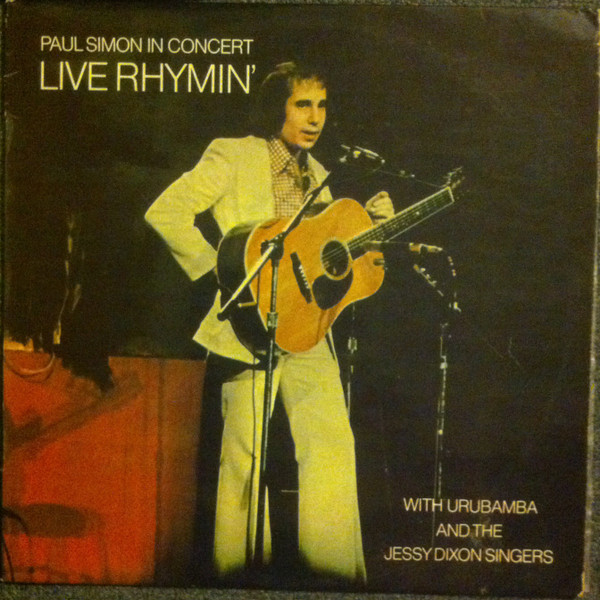 PAUL SIMON IN CONCERT
LIVE RHYMIN'
WITH URUBAMBA
AND THE
JESSY DIXON SINGERS